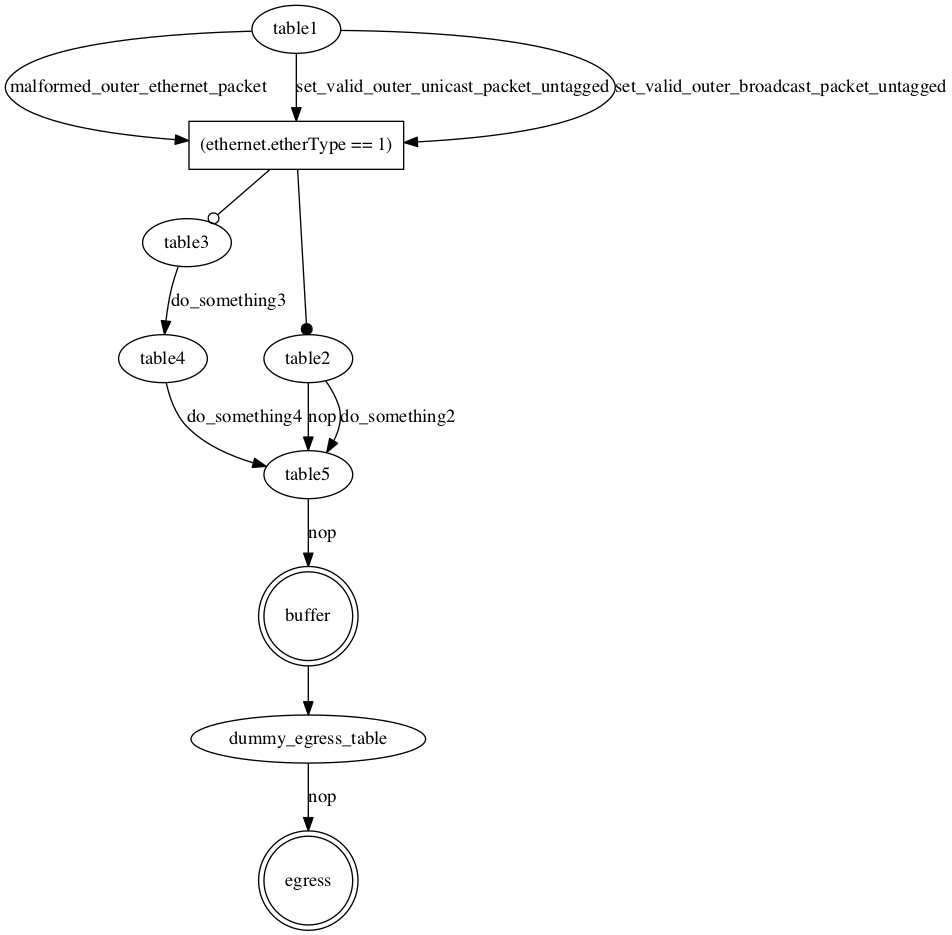 table1
malformed_outer_ethernet_packet
set_valid_outer_unicast_packet_untagged
set_valid_outer_broadcast_packet_untagged
(ethernet.etherType == 1)
table3
do_something3
table4
table2
do_something4
nop
do_something2
table5
nop
buffer
dummy_egress_table
nop
egress